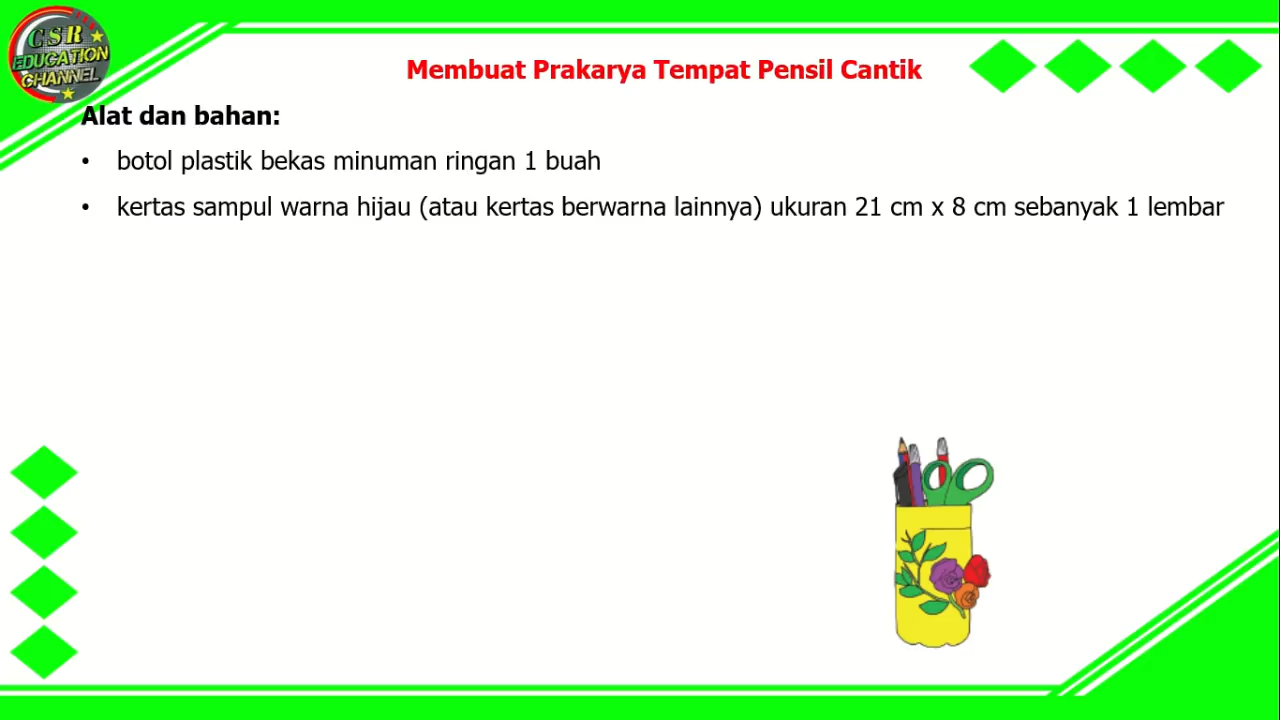 CSR
EDUCATION
CHANNEL
Membuat Prakarya Tempat Pensil Cantik
Alat dan bahan:
• botol plastik bekas minuman ringan 1 buah
• kertas sampul warna hijau (atau kertas berwarna lainnya) ukuran 21 cm x 8 cm sebanyak 1 lembar